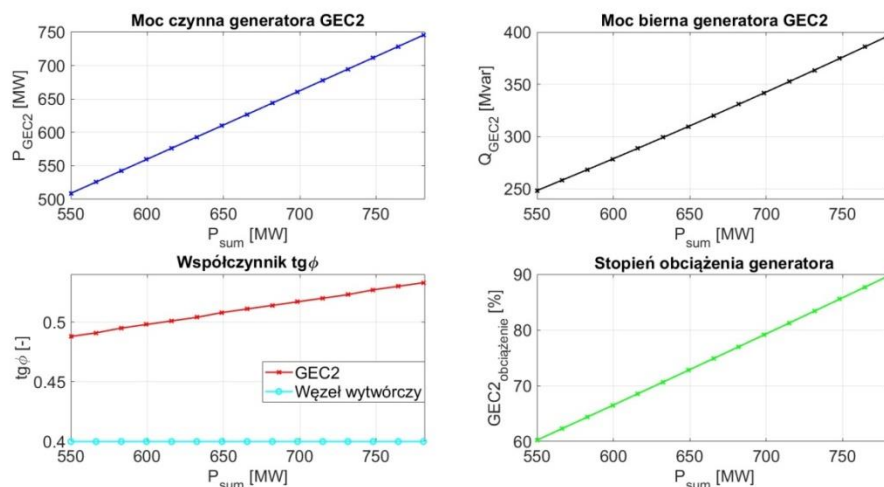 Moc czynna generatora GEC2
P_GEC2 [MW]
750
700
650
600
550
500
550 600 650 700 750
P_sum [MW]
Moc bierna generatora GEC2
Q_GEC2 [Mvar]
400
350
300
250
550 600 650 700 750
P_sum [MW]
Współczynnik tgϕ
tgϕ [-]
0.5
0.45
0.4
GEC2
Węzeł wytwórczy
550 600 650 700 750
P_sum [MW]
Stopień obciążenia generatora
GEC2_obciążenie [%]
90
80
70
60
550 600 650 700 750
P_sum [MW]